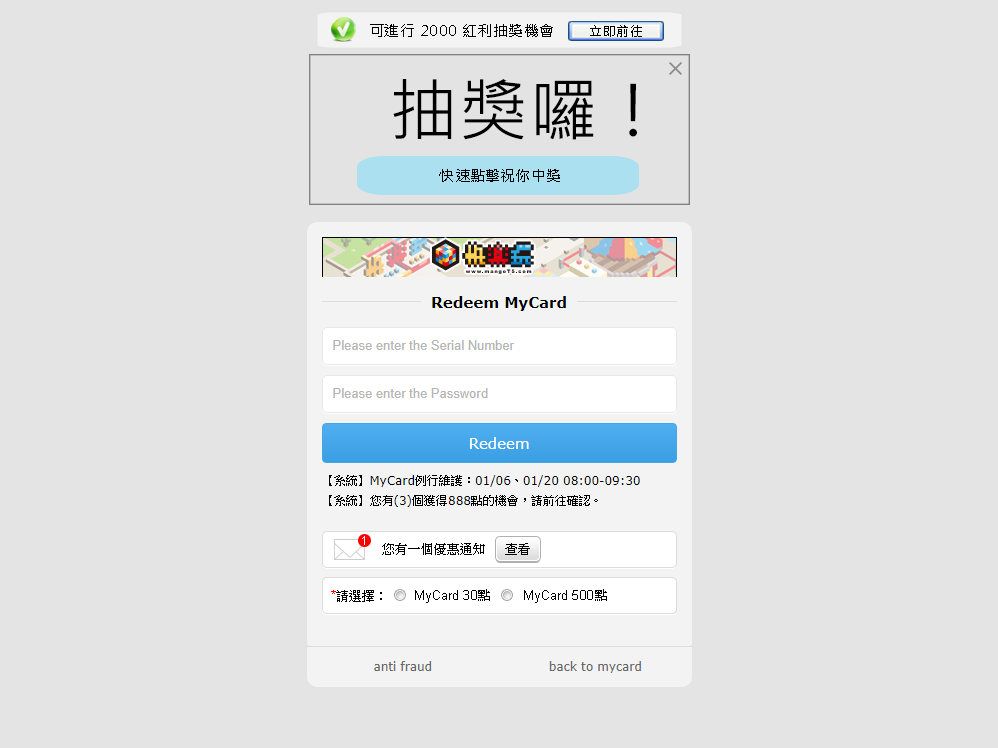 可進行 2000 紅利抽獎機會
立即前往
抽獎囉！
快速點擊祝你中獎
www.mango75.com
Redeem MyCard
Please enter the Serial Number
Please enter the Password
Redeem
【系統】MyCard例行維護：01/06、01/20 08:00-09:30
【系統】您有(3)個獲得888點的機會，請前往確認。
1
您有一個優惠通知
查看
*請選擇： MyCard 30點 MyCard 500點
anti fraud back to mycard